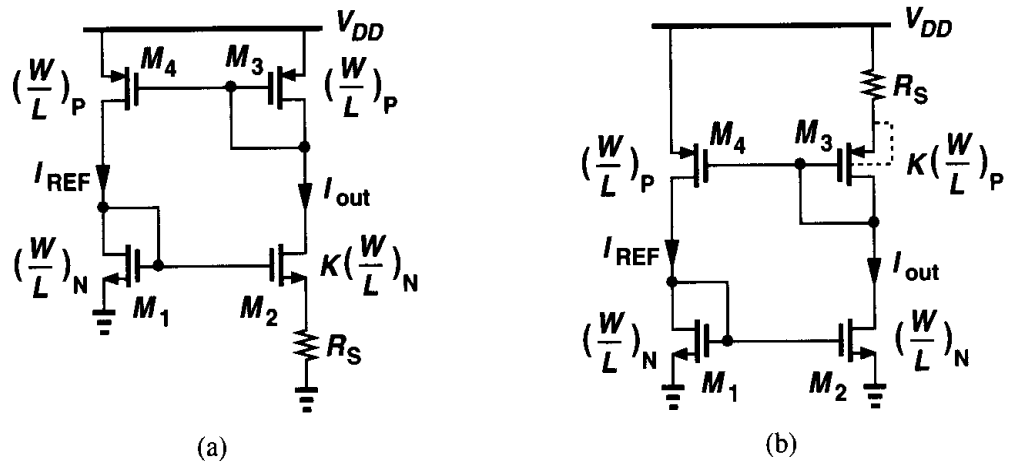 V_DD
M_4
M_3
(W/L)_P
(W/L)_P
I_REF
I_out
(W/L)_N
K(W/L)_N
M_1
M_2
R_S
(a)
V_DD
R_S
M_4
M_3
(W/L)_P
K(W/L)_P
I_REF
I_out
(W/L)_N
(W/L)_N
M_1
M_2
(b)